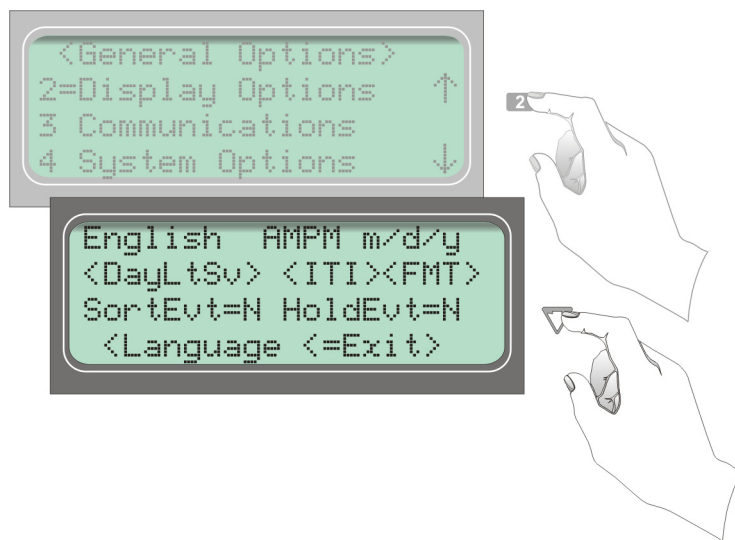 <General Options>
2=Display Options ↑
3 Communications
4 System Options ↓
2
English AMPM m/d/y
<DayLtSv> <ITI><FMT>
SortEvt=N HoldEvt=N
<Language <=Exit>